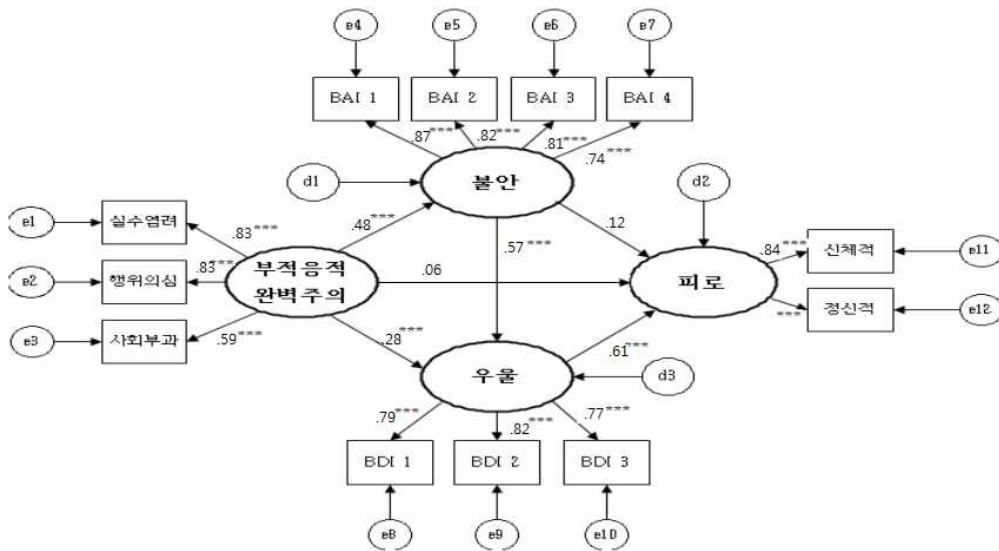 e4
e5
e6
e7
BAI 1
BAI 2
BAI 3
BAI 4
.87***
.82***
.81***
.74***
d1
불안
d2
e1
실수염려
.83***
.48***
.57***
.12
.84***
신체적
e11
e2
행위의심
.83***
부적응적
완벽주의
.06
피로
***
정신적
e12
e3
사회부과
.59***
.28***
.61***
우울
d3
.79***
.82***
.77***
BDI 1
BDI 2
BDI 3
e8
e9
e10